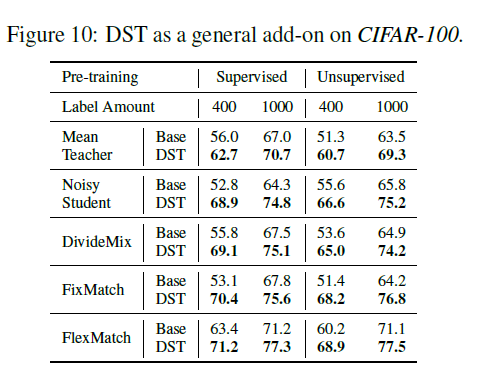 Figure 10: DST as a general add-on on CIFAR-100.
Pre-training Supervised Unsupervised
Label Amount 400 1000 400 1000
Mean Base 56.0 67.0 51.3 63.5
Teacher DST 62.7 70.7 60.7 69.3
Noisy Base 52.8 64.3 55.6 65.8
Student DST 68.9 74.8 66.6 75.2
DivideMix
Base 55.8 67.5 53.6 64.9
DST 69.1 75.1 65.0 74.2
FixMatch
Base 53.1 67.8 51.4 64.2
DST 70.4 75.6 68.2 76.8
FlexMatch
Base 63.4 71.2 60.2 71.1
DST 71.2 77.3 68.9 77.5